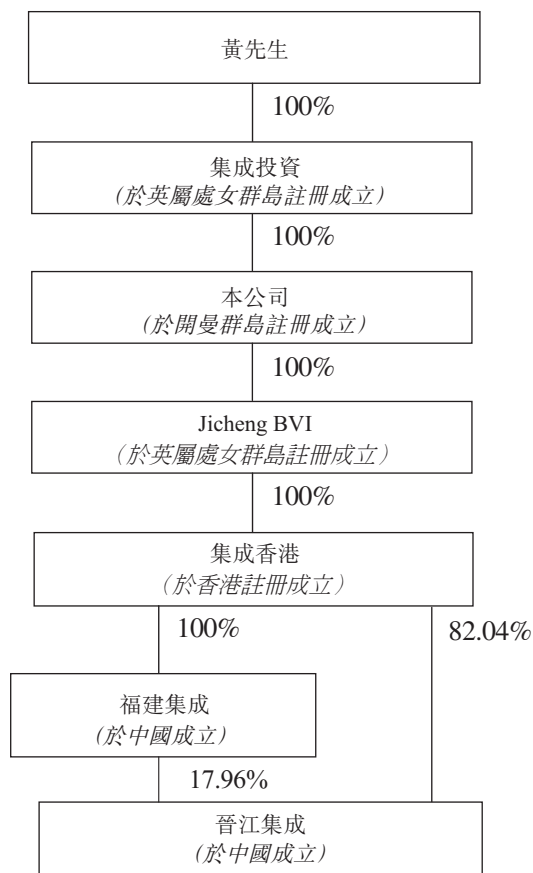 黃先生
100%
集成投資
(於英屬處女群島註冊成立)
100%
本公司
(於開曼群島註冊成立)
100%
Jicheng BVI
(於英屬處女群島註冊成立)
100%
集成香港
(於香港註冊成立)
100%
82.04%
福建集成
(於中國成立)
17.96%
晉江集成
(於中國成立)